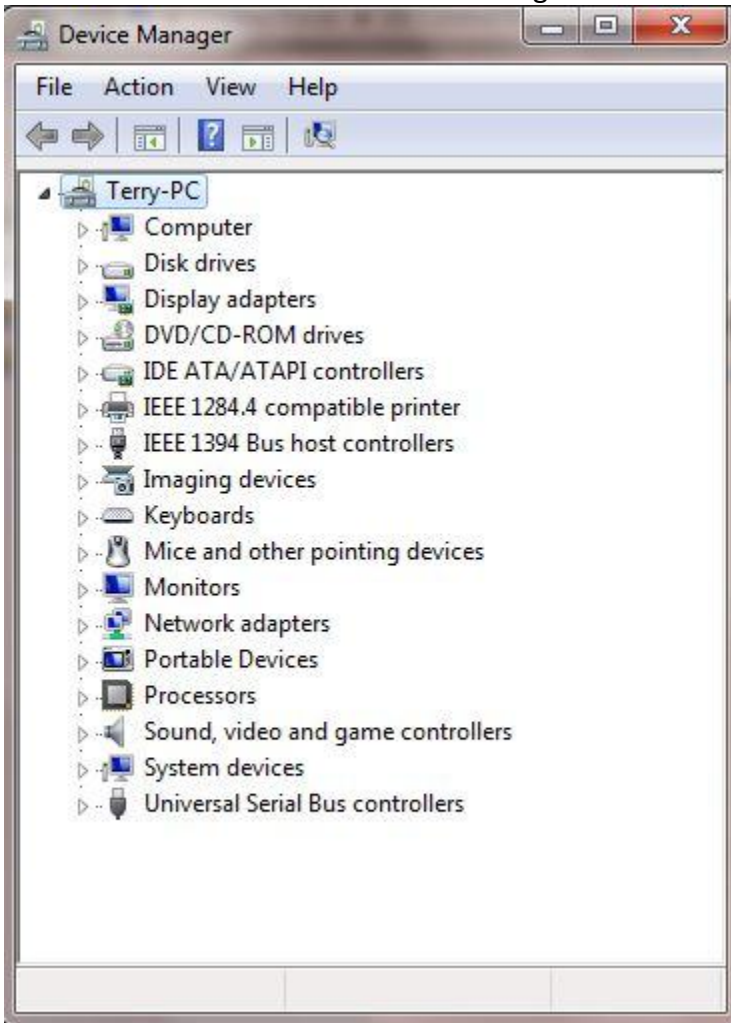 Device Manager
File Action View Help
Terry-PC
Computer
Disk drives
Display adapters
DVD/CD-ROM drives
IDE ATA/ATAPI controllers
IEEE 1284.4 compatible printer
IEEE 1394 Bus host controllers
Imaging devices
Keyboards
Mice and other pointing devices
Monitors
Network adapters
Portable Devices
Processors
Sound, video and game controllers
System devices
Universal Serial Bus controllers